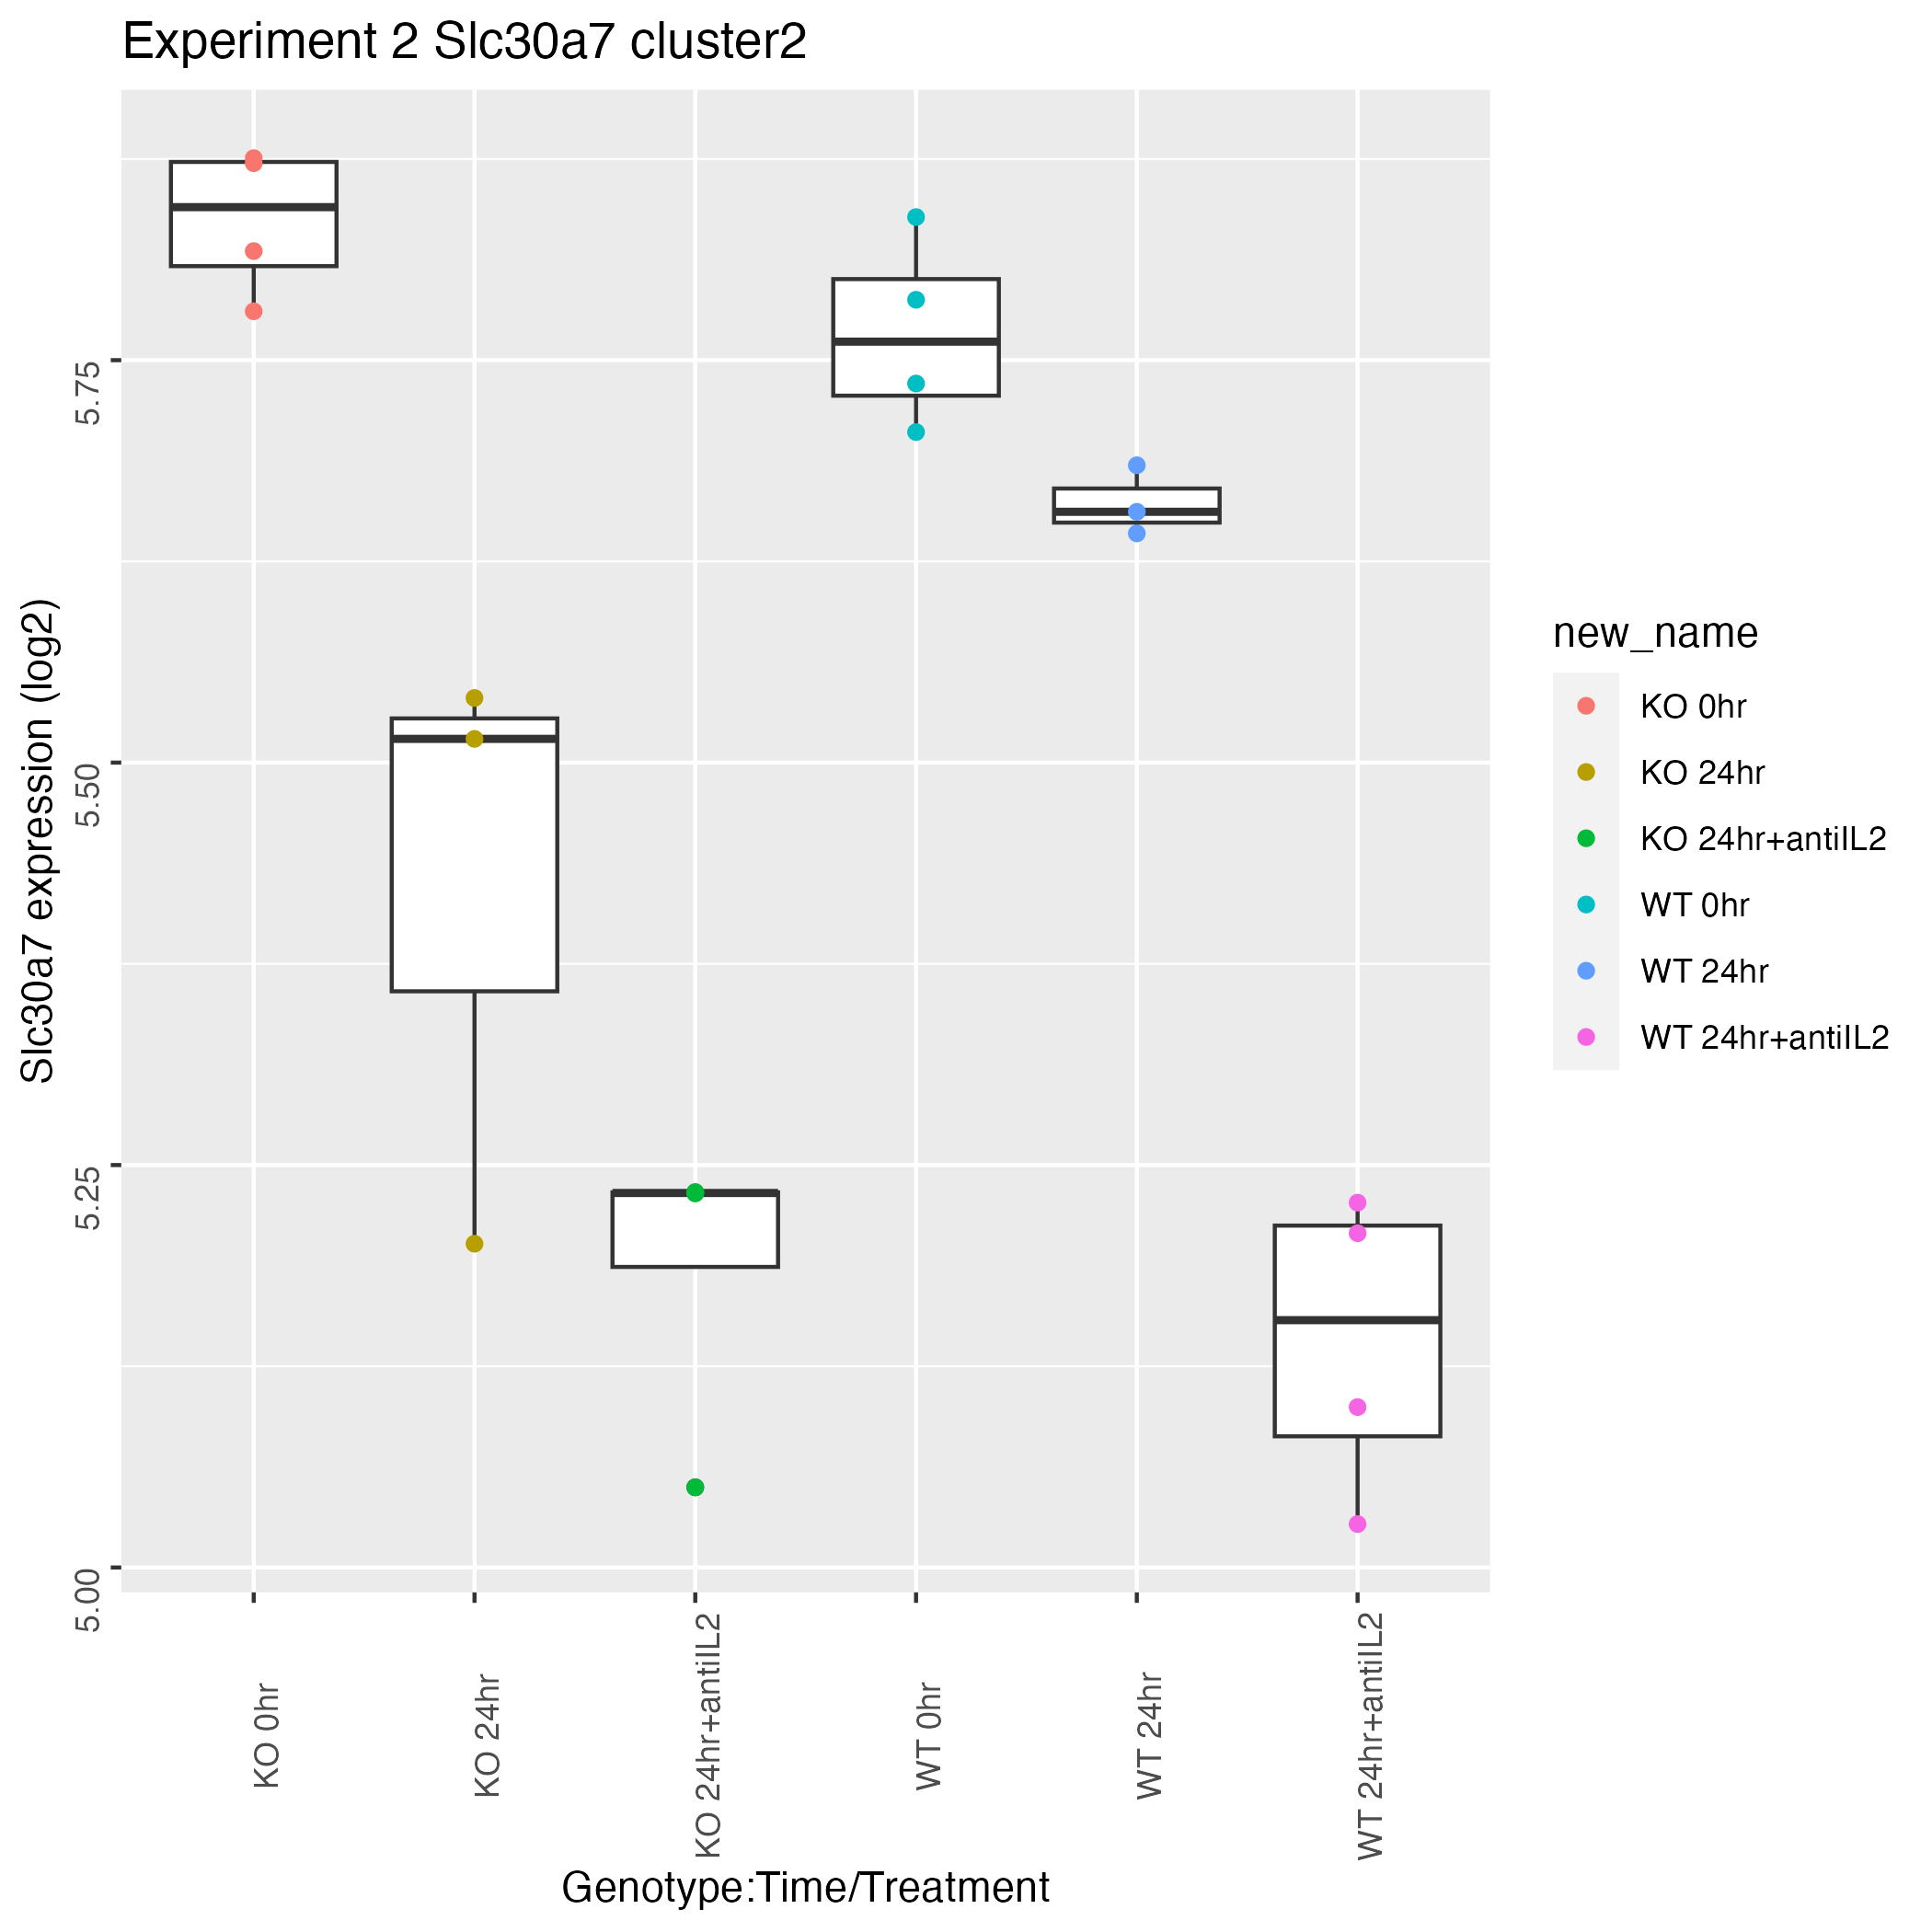 Experiment 2 Slc30a7 cluster2
Slc30a7 expression (log2)
5.75
5.50
5.25
5.00
KO 0hr
KO 24hr
KO 24hr+antiIL2
WT 0hr
WT 24hr
WT 24hr+antiIL2
Genotype:Time/Treatment
new_name
KO 0hr
KO 24hr
KO 24hr+antiIL2
WT 0hr
WT 24hr
WT 24hr+antiIL2